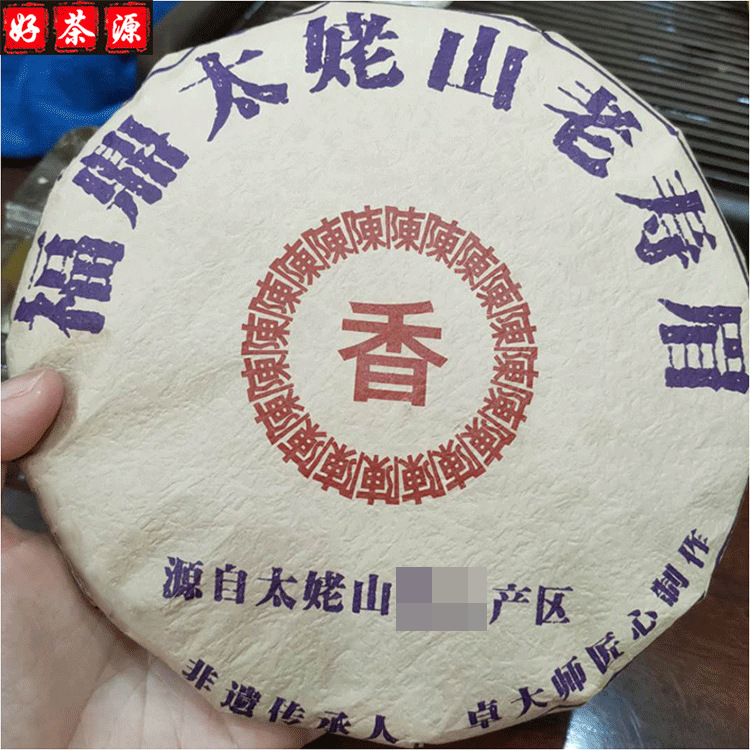 好茶源
福鼎太姥山老寿眉
陳陳陳陳陳陳陳陳陳陳陳陳陳陳陳陳陳陳陳陳陳陳陳陳
香
源自太姥山
产区
非遗传承人 卓大师匠心制作